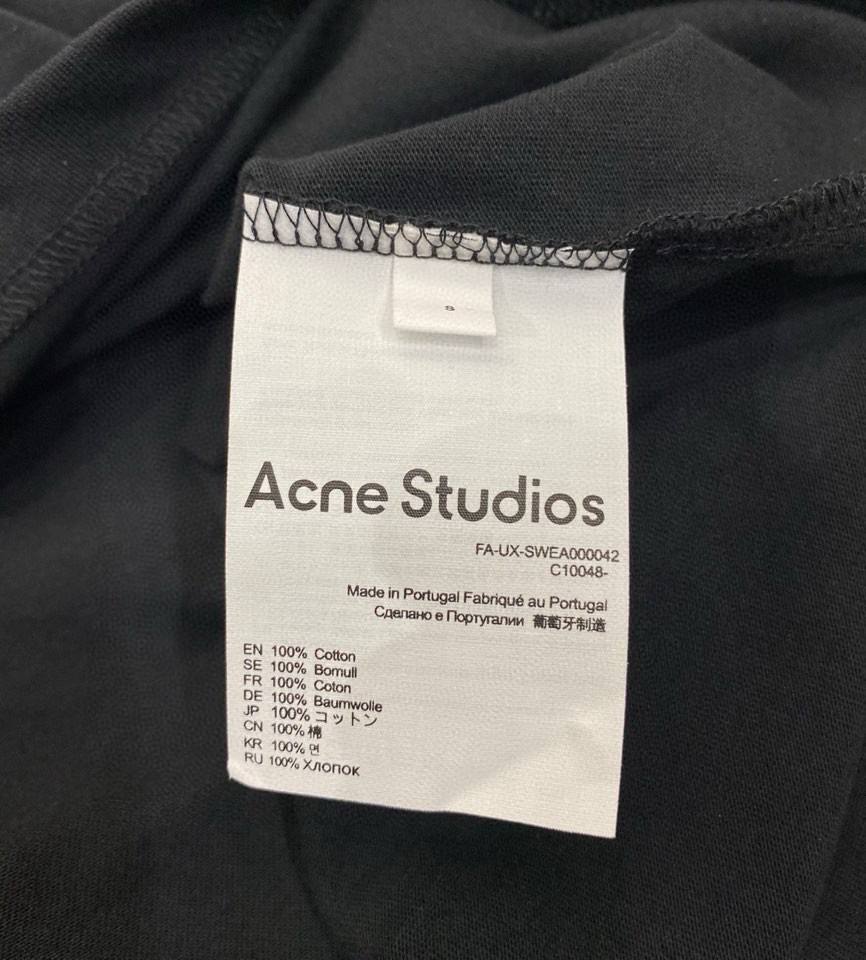 S
Acne Studios
FA-UX-SWEA000042
C10048-
Made in Portugal Fabriqué au Portugal
Сделано в Португалии 葡萄牙制造
EN 100% Cotton
SE 100% Bomull
FR 100% Coton
DE 100% Baumwolle
JP 100% コットン
CN 100% 棉
KR 100% 면
RU 100% Хлопок